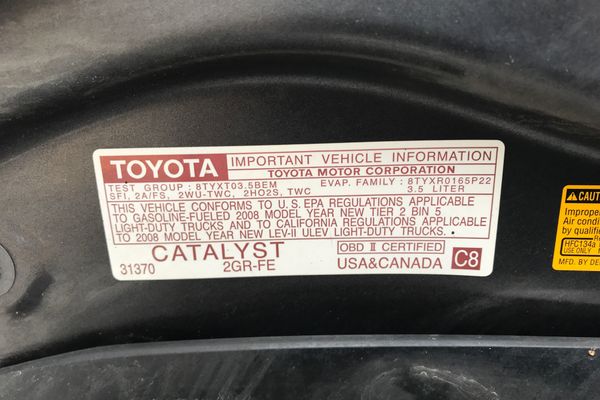 TOYOTA
IMPORTANT VEHICLE INFORMATION
TOYOTA MOTOR CORPORATION
TEST GROUP : 8TYXT03.5BEM EVAP. FAMILY : 8TYXR0165P22
SFI, 2A/FS, 2WU-TWC, 2HO2S, TWC 3.5 LITER
THIS VEHICLE CONFORMS TO U.S. EPA REGULATIONS APPLICABLE
TO GASOLINE-FUELED 2008 MODEL YEAR NEW TIER 2 BIN 5
LIGHT-DUTY TRUCKS AND TO CALIFORNIA REGULATIONS APPLICABLE
TO 2008 MODEL YEAR NEW LEV-II ULEV LIGHT-DUTY TRUCKS.
CATALYST OBD II CERTIFIED
31370 2GR-FE USA&CANADA C8
CAUT
Improper
Air condi
HFC134a
USE ONLY
MFD. BY DE